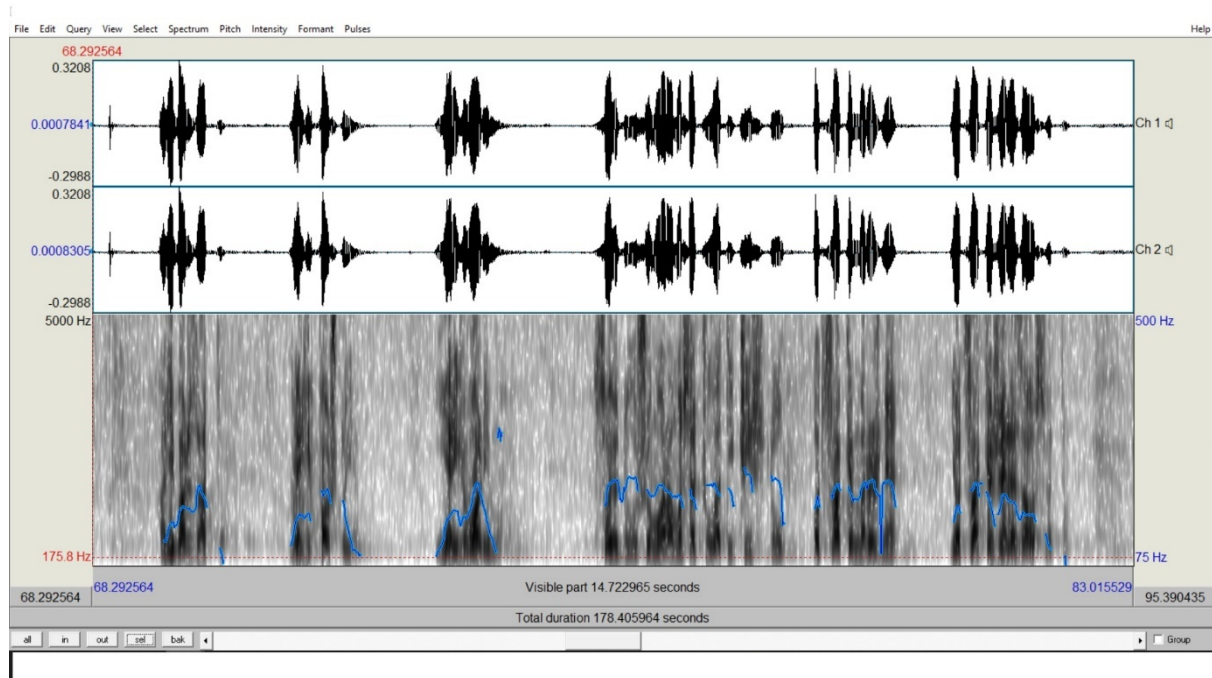 File Edit Query View Select Spectrum Pitch Intensity Formant Pulses Help
68.292564
0.3208
0.0007841
Ch 1
-0.2988
0.3208
0.0008305
Ch 2
-0.2988
5000 Hz 500 Hz
175.8 Hz 75 Hz
68.292564 68.292564 Visible part 14.722965 seconds 83.015529 95.390435
Total duration 178.405964 seconds
all in out sel bak Group